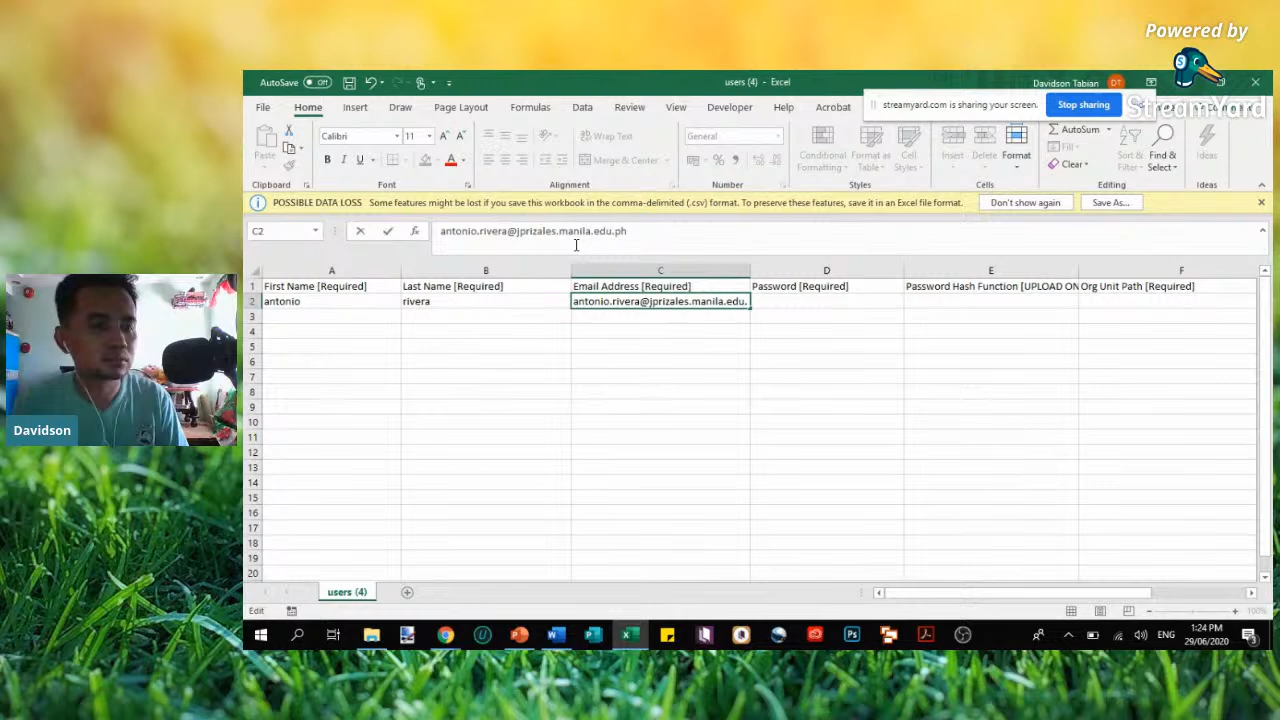 Powered by
StreamYard
AutoSave Off
users (4) - Excel
Davidson Tabian DT
File Home Insert Draw Page Layout Formulas Data Review View Developer Help Acrobat
streamyard.com is sharing your screen. Stop sharing
Paste
Clipboard
Calibri 11
Font
Wrap Text
Merge & Center
Alignment
General
Number
Conditional Formatting
Format as Table
Cell Styles
Styles
Insert Delete Format
Cells
AutoSum
Fill
Clear
Sort & Filter
Find & Select
Editing
Ideas
Ideas
POSSIBLE DATA LOSS Some features might be lost if you save this workbook in the comma-delimited (.csv) format. To preserve these features, save it in an Excel file format. Don't show again Save As...
C2 fx antonio.rivera@jprizales.manila.edu.ph
A B C D E F
1 First Name [Required] Last Name [Required] Email Address [Required] Password [Required] Password Hash Function [UPLOAD ON Org Unit Path [Required]
2 antonio rivera antonio.rivera@jprizales.manila.edu.
3
4
5
6
7
8
9
10
11
12
13
14
15
16
17
18
19
20
Davidson
users (4)
Edit
100%
ENG
1:24 PM
29/06/2020